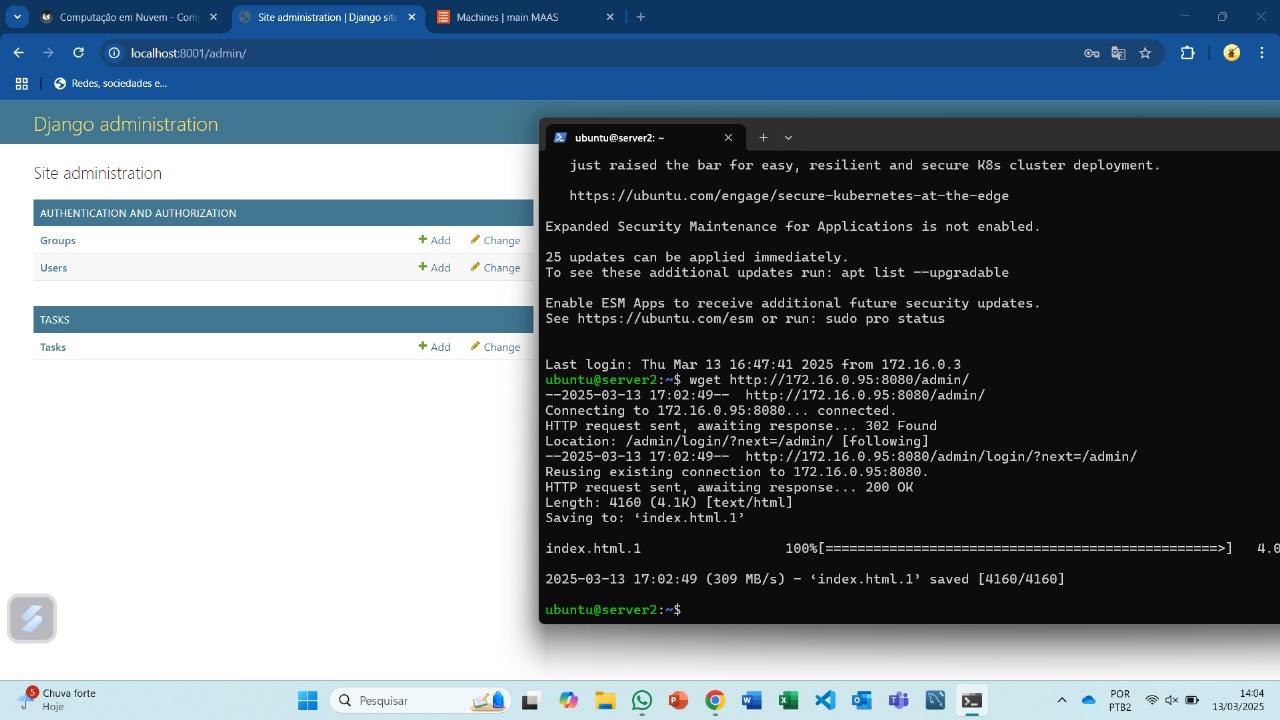 Computação em Nuvem - Com
Site administration | Django site
Machines | main MAAS
localhost:8001/admin/
Redes, sociedades e...
Django administration
Site administration
AUTHENTICATION AND AUTHORIZATION
Groups Add Change
Users Add Change
TASKS
Tasks Add Change
ubuntu@server2: ~
just raised the bar for easy, resilient and secure K8s cluster deployment.
https://ubuntu.com/engage/secure-kubernetes-at-the-edge
Expanded Security Maintenance for Applications is not enabled.
25 updates can be applied immediately.
To see these additional updates run: apt list --upgradable
Enable ESM Apps to receive additional future security updates.
See https://ubuntu.com/esm or run: sudo pro status
Last login: Thu Mar 13 16:47:41 2025 from 172.16.0.3
ubuntu@server2:~$ wget http://172.16.0.95:8080/admin/
--2025-03-13 17:02:49--  http://172.16.0.95:8080/admin/
Connecting to 172.16.0.95:8080... connected.
HTTP request sent, awaiting response... 302 Found
Location: /admin/login/?next=/admin/ [following]
--2025-03-13 17:02:49--  http://172.16.0.95:8080/admin/login/?next=/admin/
Reusing existing connection to 172.16.0.95:8080.
HTTP request sent, awaiting response... 200 OK
Length: 4160 (4.1K) [text/html]
Saving to: ‘index.html.1’
index.html.1 100%[=================================================>] 4.0
2025-03-13 17:02:49 (309 MB/s) - ‘index.html.1’ saved [4160/4160]
ubuntu@server2:~$
5
Chuva forte
Hoje
Pesquisar
POR
PTB2
14:04
13/03/2025